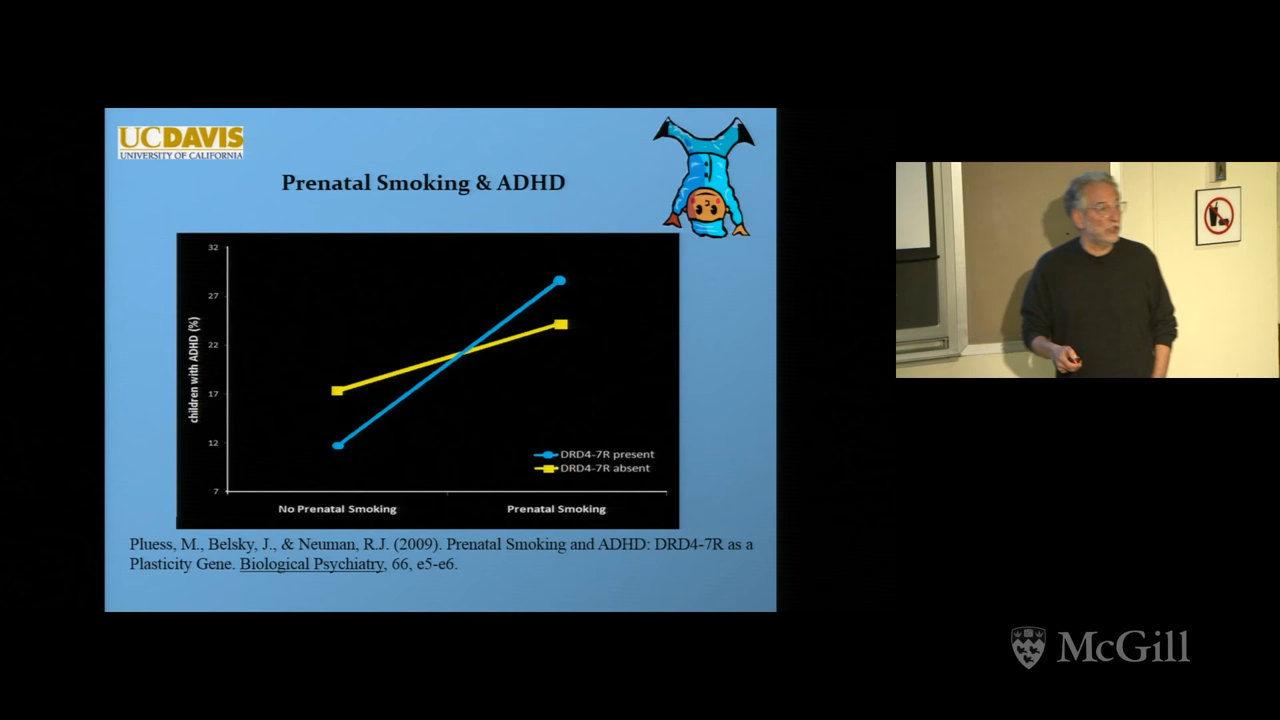 UCDAVIS
UNIVERSITY OF CALIFORNIA
Prenatal Smoking & ADHD
children with ADHD (%)
32
27
22
17
12
7
DRD4-7R present
DRD4-7R absent
No Prenatal Smoking
Prenatal Smoking
Pluess, M., Belsky, J., & Neuman, R.J. (2009). Prenatal Smoking and ADHD: DRD4-7R as a
Plasticity Gene. Biological Psychiatry, 66, e5-e6.
McGill